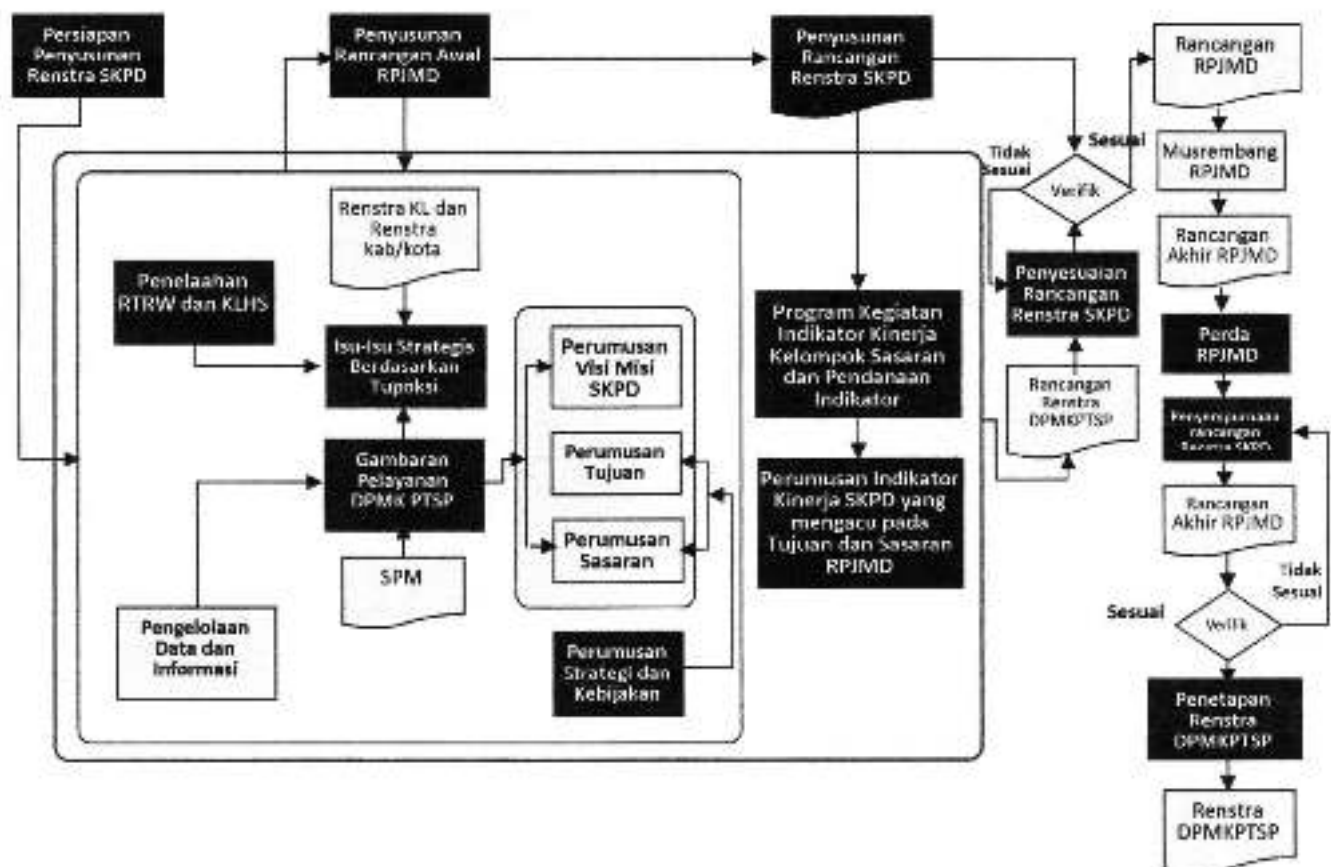 Persiapan
Penyusunan
Renstra SKPD
Penyusunan
Rancangan Awal
RPJMD
Penyusunan
Rancangan
Renstra SKPD
Rancangan
RPJMD
Tidak
Sesuai
Sesuai
Verifik
Musrembang
RPJMD
Renstra KL dan
Renstra
kab/kota
Rancangan
Akhir RPJMD
Penelaahan
RTRW dan KLHS
Penyesuaian
Rancangan
Renstra SKPD
Isu-Isu Strategis
Berdasarkan
Tupoksi
Perumusan
Visi Misi
SKPD
Program Kegiatan
Indikator Kinerja
Kelompok Sasaran
dan Pendanaan
Indikator
Perda
RPJMD
Rancangan
Renstra
DPMKPTSP
rancangan
SKPD
Gambaran
Pelayanan
DPMK PTSP
Perumusan
Tujuan
Perumusan Indikator
Kinerja SKPD yang
mengacu pada
Tujuan dan Sasaran
RPJMD
Rancangan
Akhir RPJMD
Perumusan
Sasaran
SPM
Tidak
Sesuai
Sesuai
Verifik
Pengelolaan
Data dan
Informasi
Perumusan
Strategi dan
Kebijakan
Penetapan
Renstra
DPMKPTSP
Renstra
DPMKPTSP